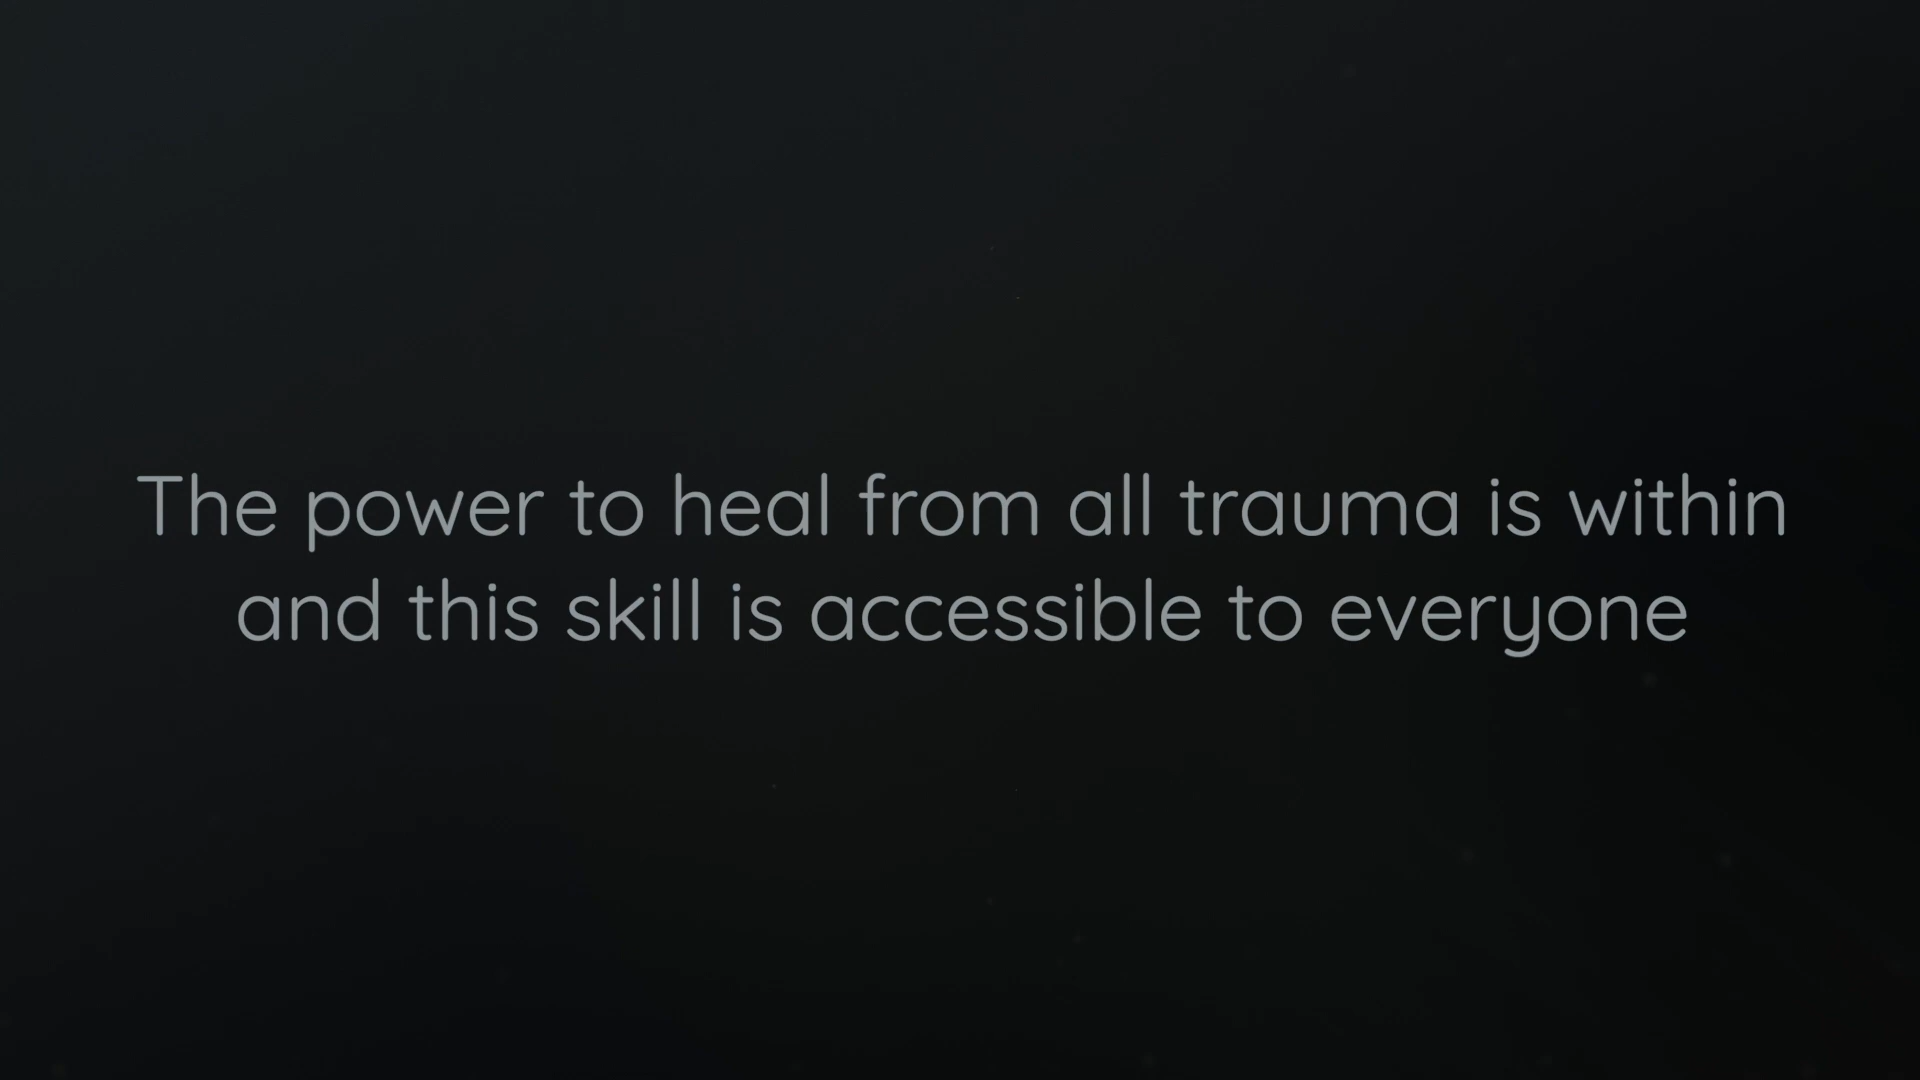 The power to heal from all trauma is within
and this skill is accessible to everyone